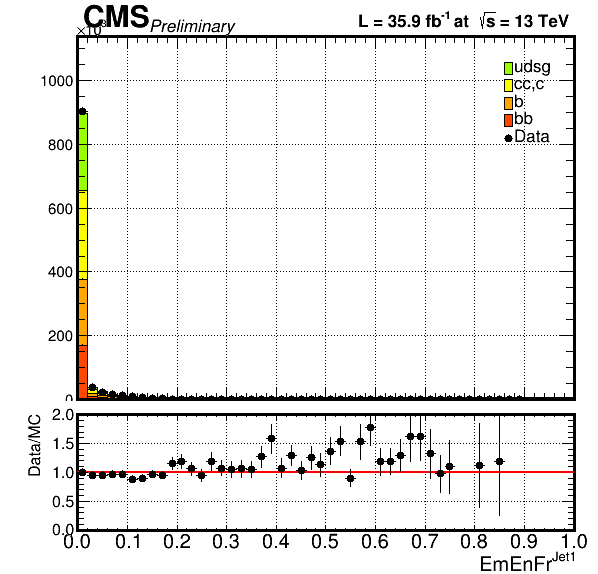 CMS Preliminary L = 35.9 fb⁻¹ at √s = 13 TeV
×10³
1000
800
600
400
200
0
udsg
cc,c
b
bb
Data
Data/MC
2.0
1.5
1.0
0.5
0.0
0.0 0.1 0.2 0.3 0.4 0.5 0.6 0.7 0.8 0.9 1.0
EmEnFr^Jet1